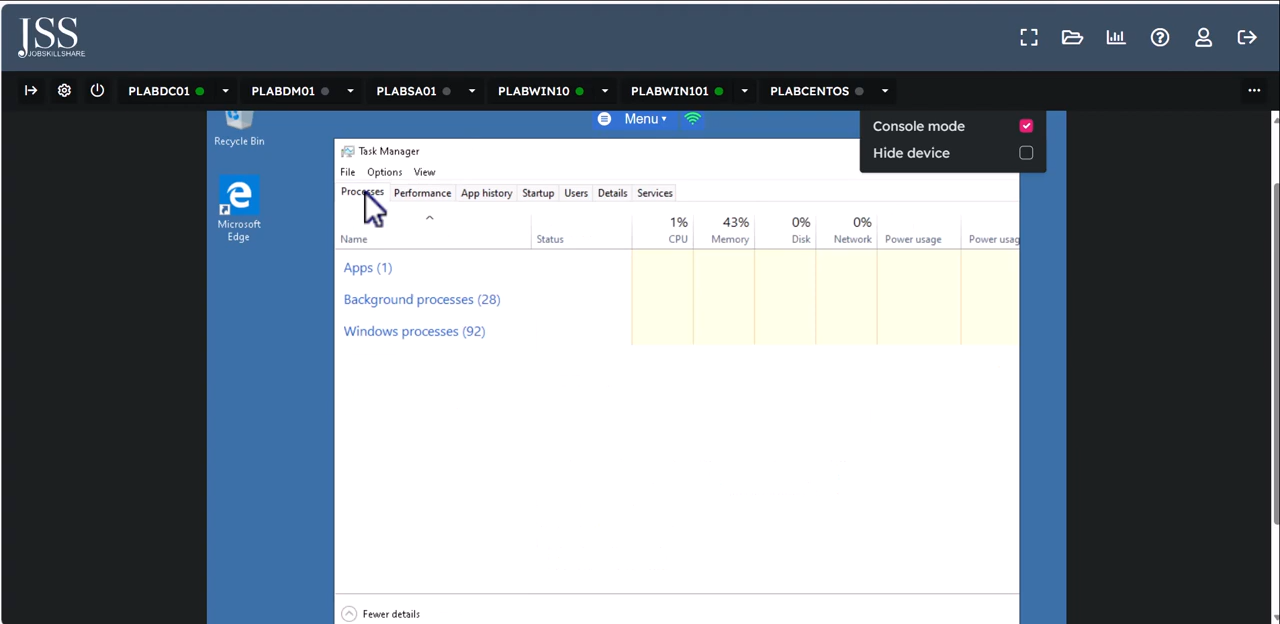 JSS
JOBSKILLSHARE
PLABDC01 PLABDM01 PLABSA01 PLABWIN10 PLABWIN101 PLABCENTOS
Recycle Bin
Menu
Console mode
Hide device
Task Manager
File Options View
Microsoft
Edge
Processes Performance App history Startup Users Details Services
1% 43% 0% 0%
Name Status CPU Memory Disk Network Power usage Power usag
Apps (1)
Background processes (28)
Windows processes (92)
Fewer details